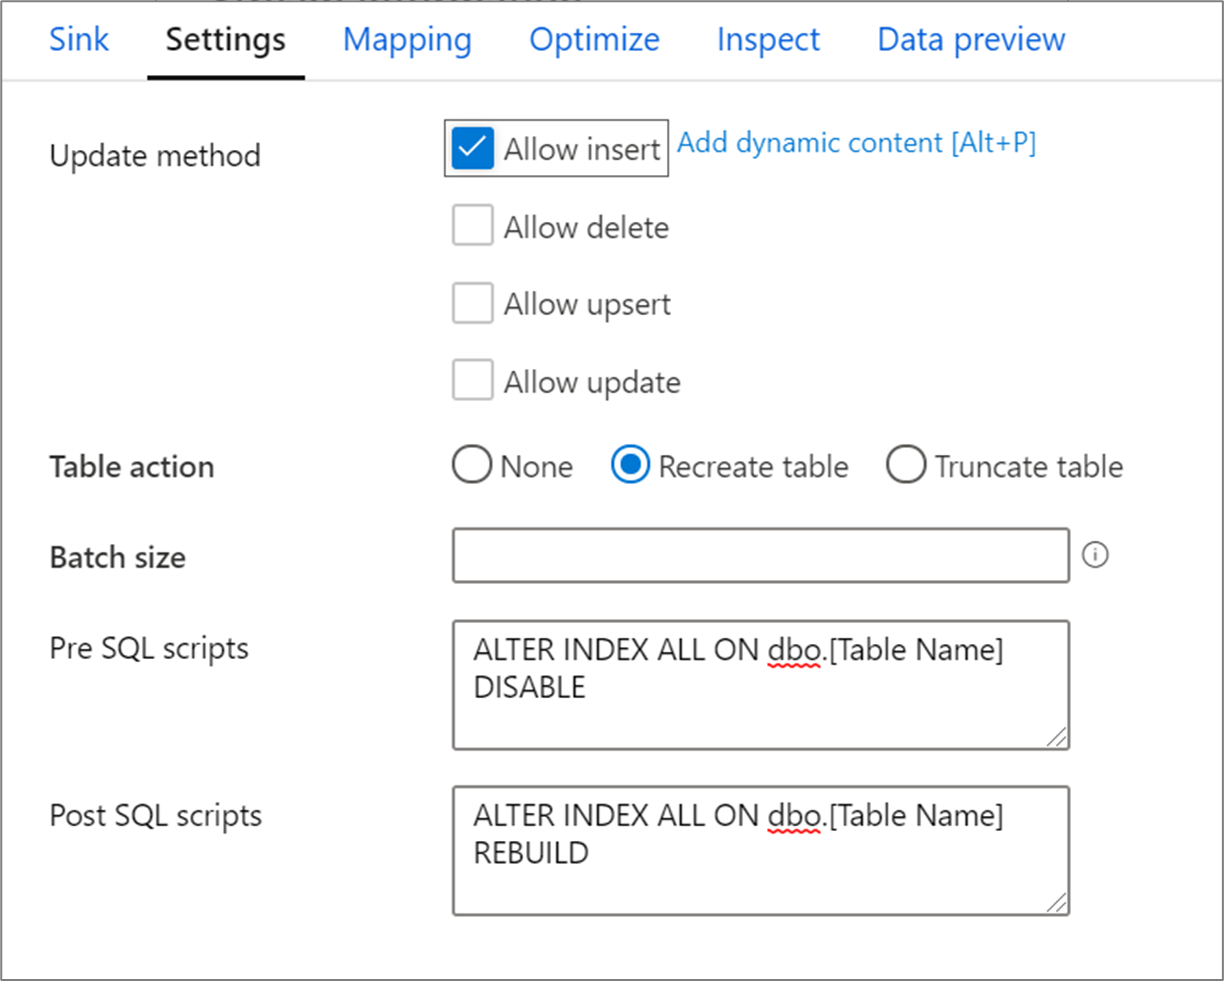 Sink Settings Mapping Optimize Inspect Data preview
Update method
Allow insert Add dynamic content [Alt+P]
Allow delete
Allow upsert
Allow update
Table action None Recreate table Truncate table
Batch size
Pre SQL scripts
ALTER INDEX ALL ON dbo.[Table Name]
DISABLE
Post SQL scripts
ALTER INDEX ALL ON dbo.[Table Name]
REBUILD